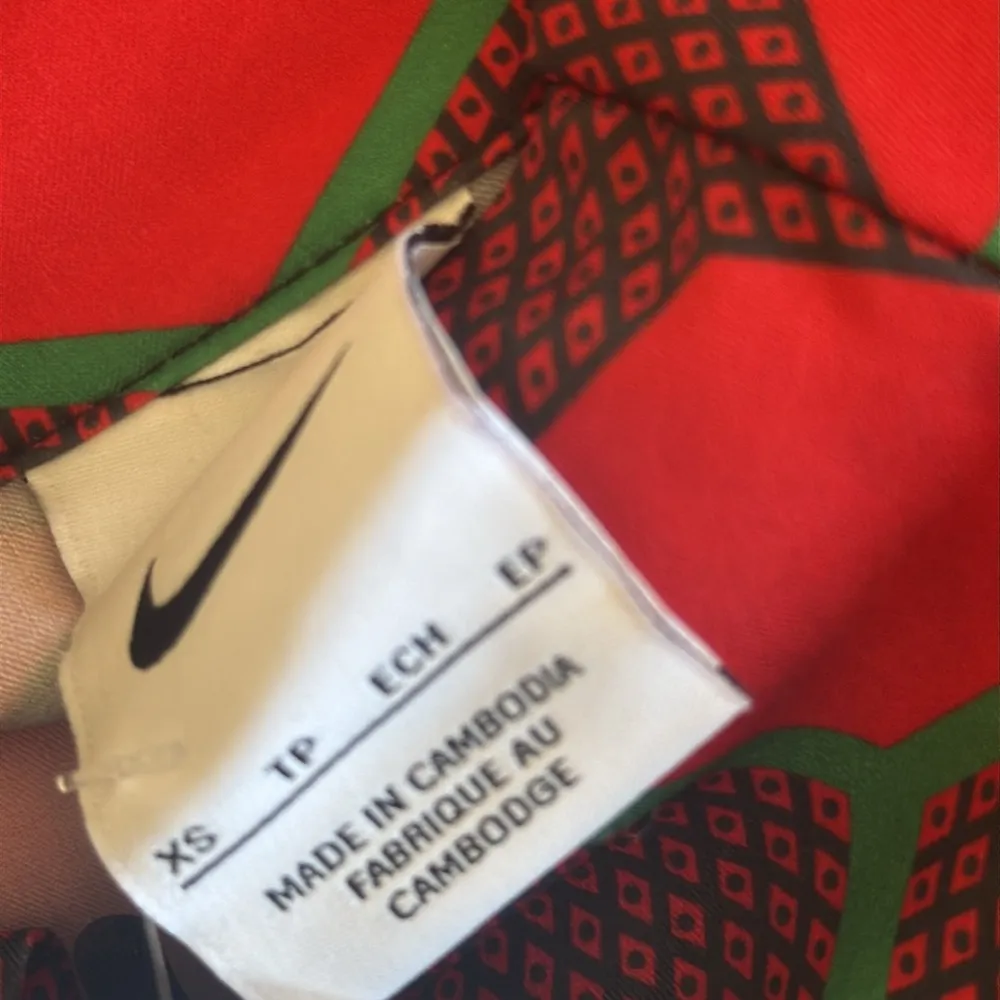 XS TP ECH EP
MADE IN CAMBODIA
FABRIQUE AU
CAMBODGE